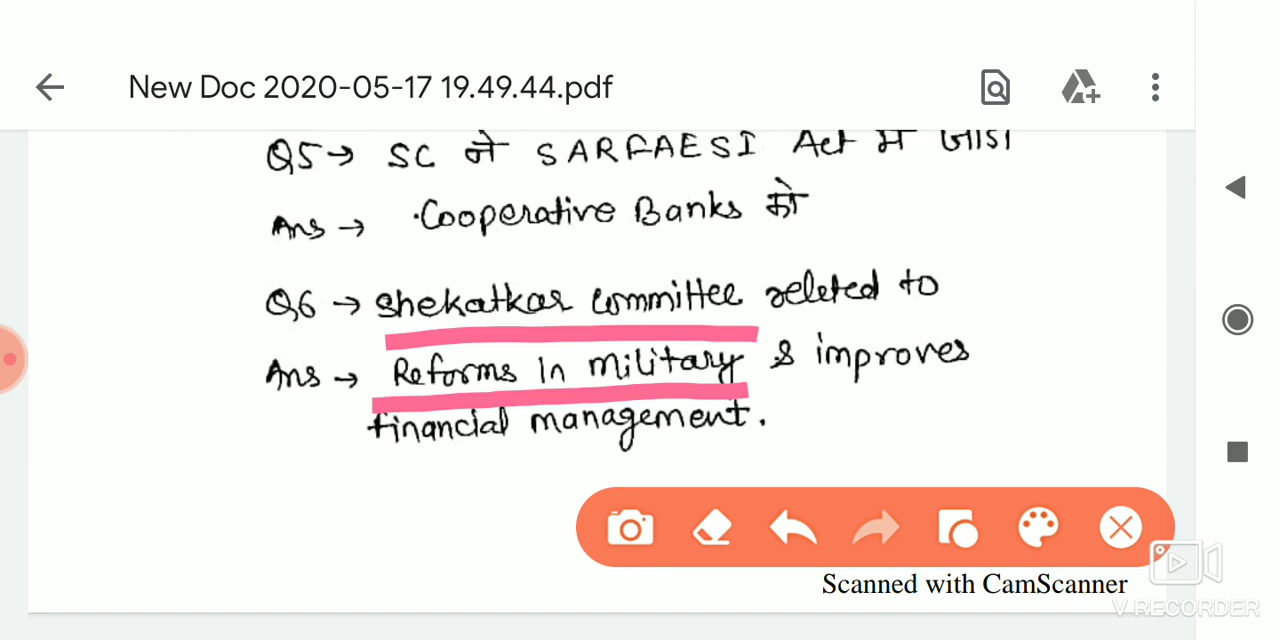 New Doc 2020-05-17 19.49.44.pdf
Q5→ SC ने SARFAESI Act में जोड़ा
Ans → .Cooperative Banks को
Q6 → Shekatkar Committee releted to
Ans → Reforms in military & improves
financial management.
Scanned with CamScanner
V RECORDER